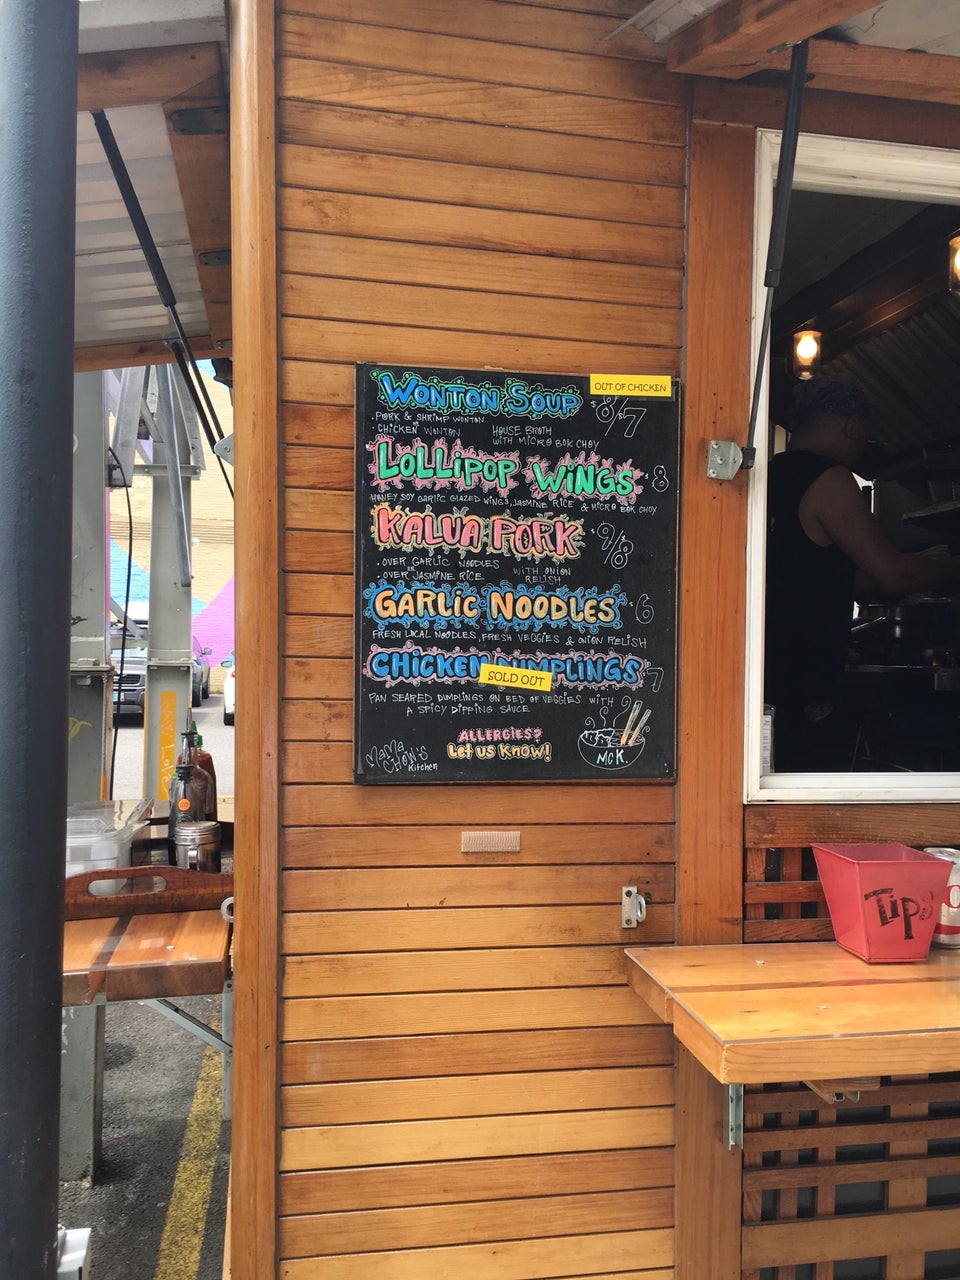 WONTON SOUP $8/$7
OUT OF CHICKEN
• PORK & SHRIMP WONTON
• CHICKEN WONTON
HOUSE BROTH
WITH MICRO BOK CHOY
LOLLIPOP WINGS $8
HONEY SOY GARLIC GLAZED WINGS, JASMINE RICE & MICRO BOK CHOY
KALUA PORK $9/$8
• OVER GARLIC NOODLES
• OVER JASMINE RICE
WITH ONION
RELISH
GARLIC NOODLES $6
FRESH LOCAL NOODLES, FRESH VEGGIES & ONION RELISH
CHICKEN DUMPLINGS 7
SOLD OUT
PAN SEARED DUMPLINGS ON BED OF VEGGIES WITH
A SPICY DIPPING SAUCE
ALLERGIES?
LET US KNOW!
MAMA
CHOW'S
Kitchen
MCK.
Tips